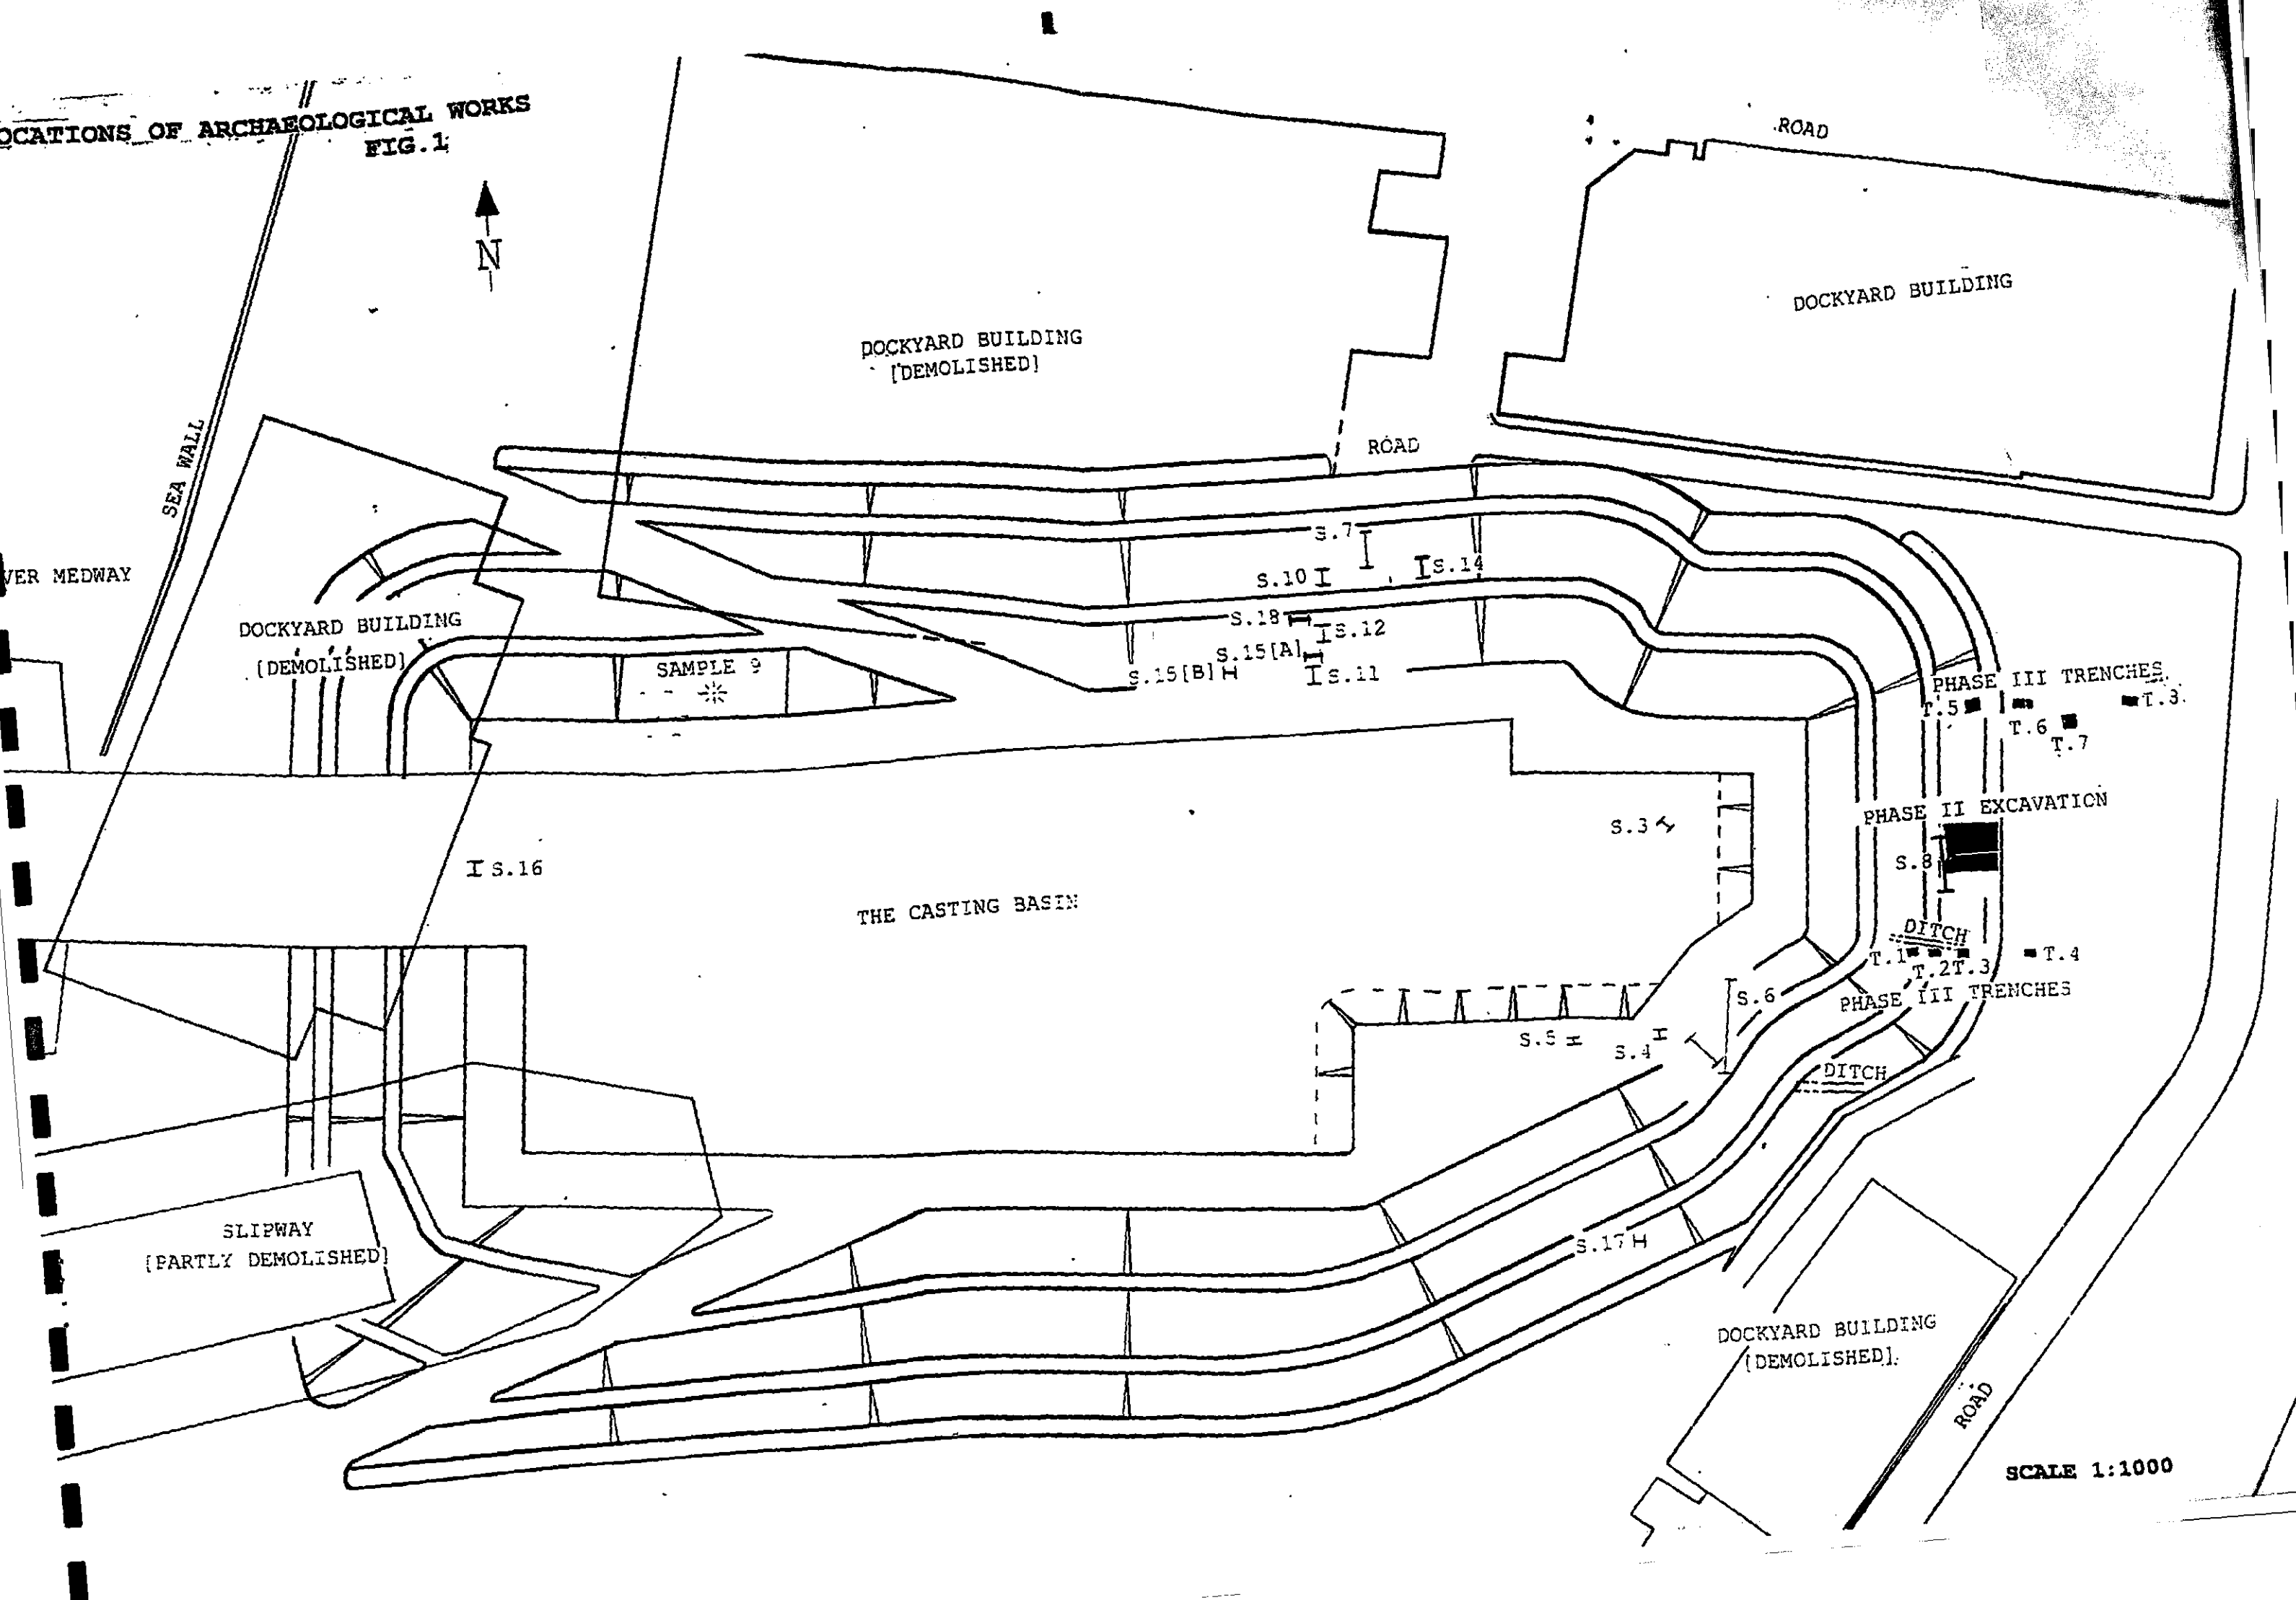 OCATIONS OF ARCHAEOLOGICAL WORKS
FIG.1
N
ROAD
DOCKYARD BUILDING
DOCKYARD BUILDING
[DEMOLISHED]
SEA WALL
ROAD
S.7
S.10
S.14
VER MEDWAY
S.18
S.12
DOCKYARD BUILDING
[DEMOLISHED]
SAMPLE 9
S.15[A]
S.15[B]
S.11
PHASE III TRENCHES
T.5
T.6
T.7
T.3.
PHASE II EXCAVATION
S.3
S.8
S.16
THE CASTING BASIN
DITCH
T.1
T.2
T.3
T.4
PHASE III TRENCHES
S.6
S.5
S.4
DITCH
SLIPWAY
[PARTLY DEMOLISHED]
S.17
DOCKYARD BUILDING
[DEMOLISHED].
ROAD
SCALE 1:1000